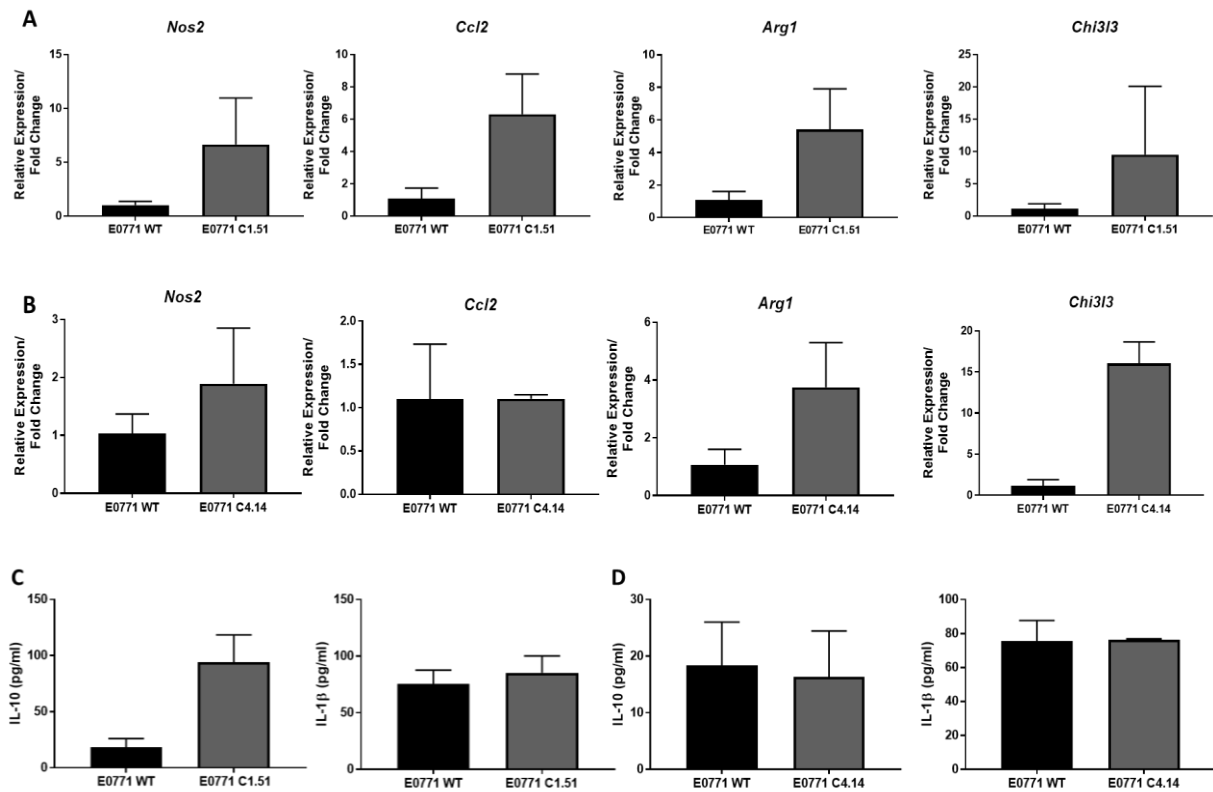 A
Nos2
Relative Expression/
Fold Change
15
10
5
0
E0771 WT E0771 C1.51
Ccl2
Relative Expression/
Fold Change
10
8
6
4
2
0
E0771 WT E0771 C1.51
Arg1
Relative Expression/
Fold Change
10
8
6
4
2
0
E0771 WT E0771 C1.51
Chi3l3
Relative Expression/
Fold Change
25
20
15
10
5
0
E0771 WT E0771 C1.51
B
Nos2
Relative Expression/
Fold Change
3
2
1
0
E0771 WT E0771 C4.14
Ccl2
Relative Expression/
Fold Change
2.0
1.5
1.0
0.5
0.0
E0771 WT E0771 C4.14
Arg1
Relative Expression/
Fold Change
6
4
2
0
E0771 WT E0771 C4.14
Chi3l3
Relative Expression/
Fold Change
20
15
10
5
0
E0771 WT E0771 C4.14
C
IL-10 (pg/ml)
150
100
50
0
E0771 WT E0771 C1.51
IL-1β (pg/ml)
150
100
50
0
E0771 WT E0771 C1.51
D
IL-10 (pg/ml)
30
20
10
0
E0771 WT E0771 C4.14
IL-1β (pg/ml)
100
80
60
40
20
0
E0771 WT E0771 C4.14